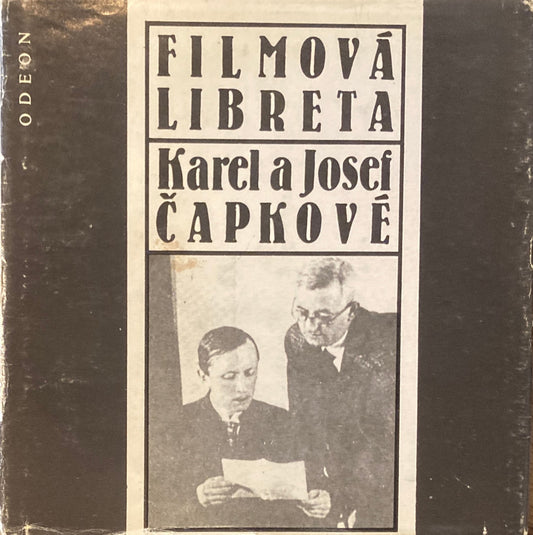 ODEON
FILMOVÁ
LIBRETA
Karel a Josef
ČAPKOVÉ